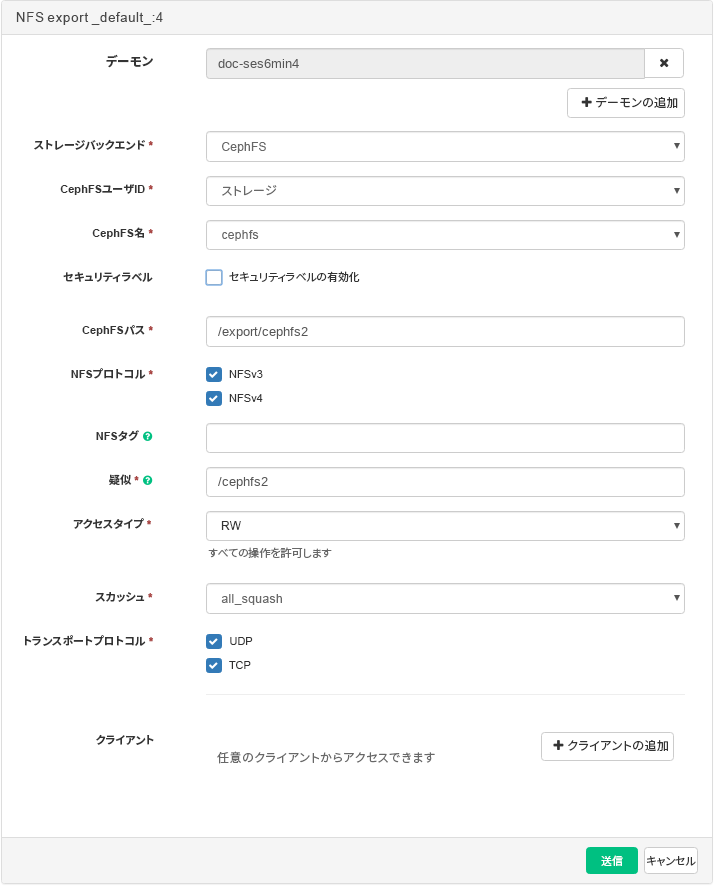 NFS export _default_:4
デーモン
doc-ses6min4
デーモンの追加
ストレージバックエンド *
CephFS
CephFSユーザID *
ストレージ
CephFS名 *
cephfs
セキュリティラベル
セキュリティラベルの有効化
CephFSパス *
/export/cephfs2
NFSプロトコル *
NFSv3
NFSv4
NFSタグ
疑似 *
/cephfs2
アクセスタイプ *
RW
すべての操作を許可します
スカッシュ *
all_squash
トランスポートプロトコル *
UDP
TCP
クライアント
任意のクライアントからアクセスできます
クライアントの追加
送信
キャンセル